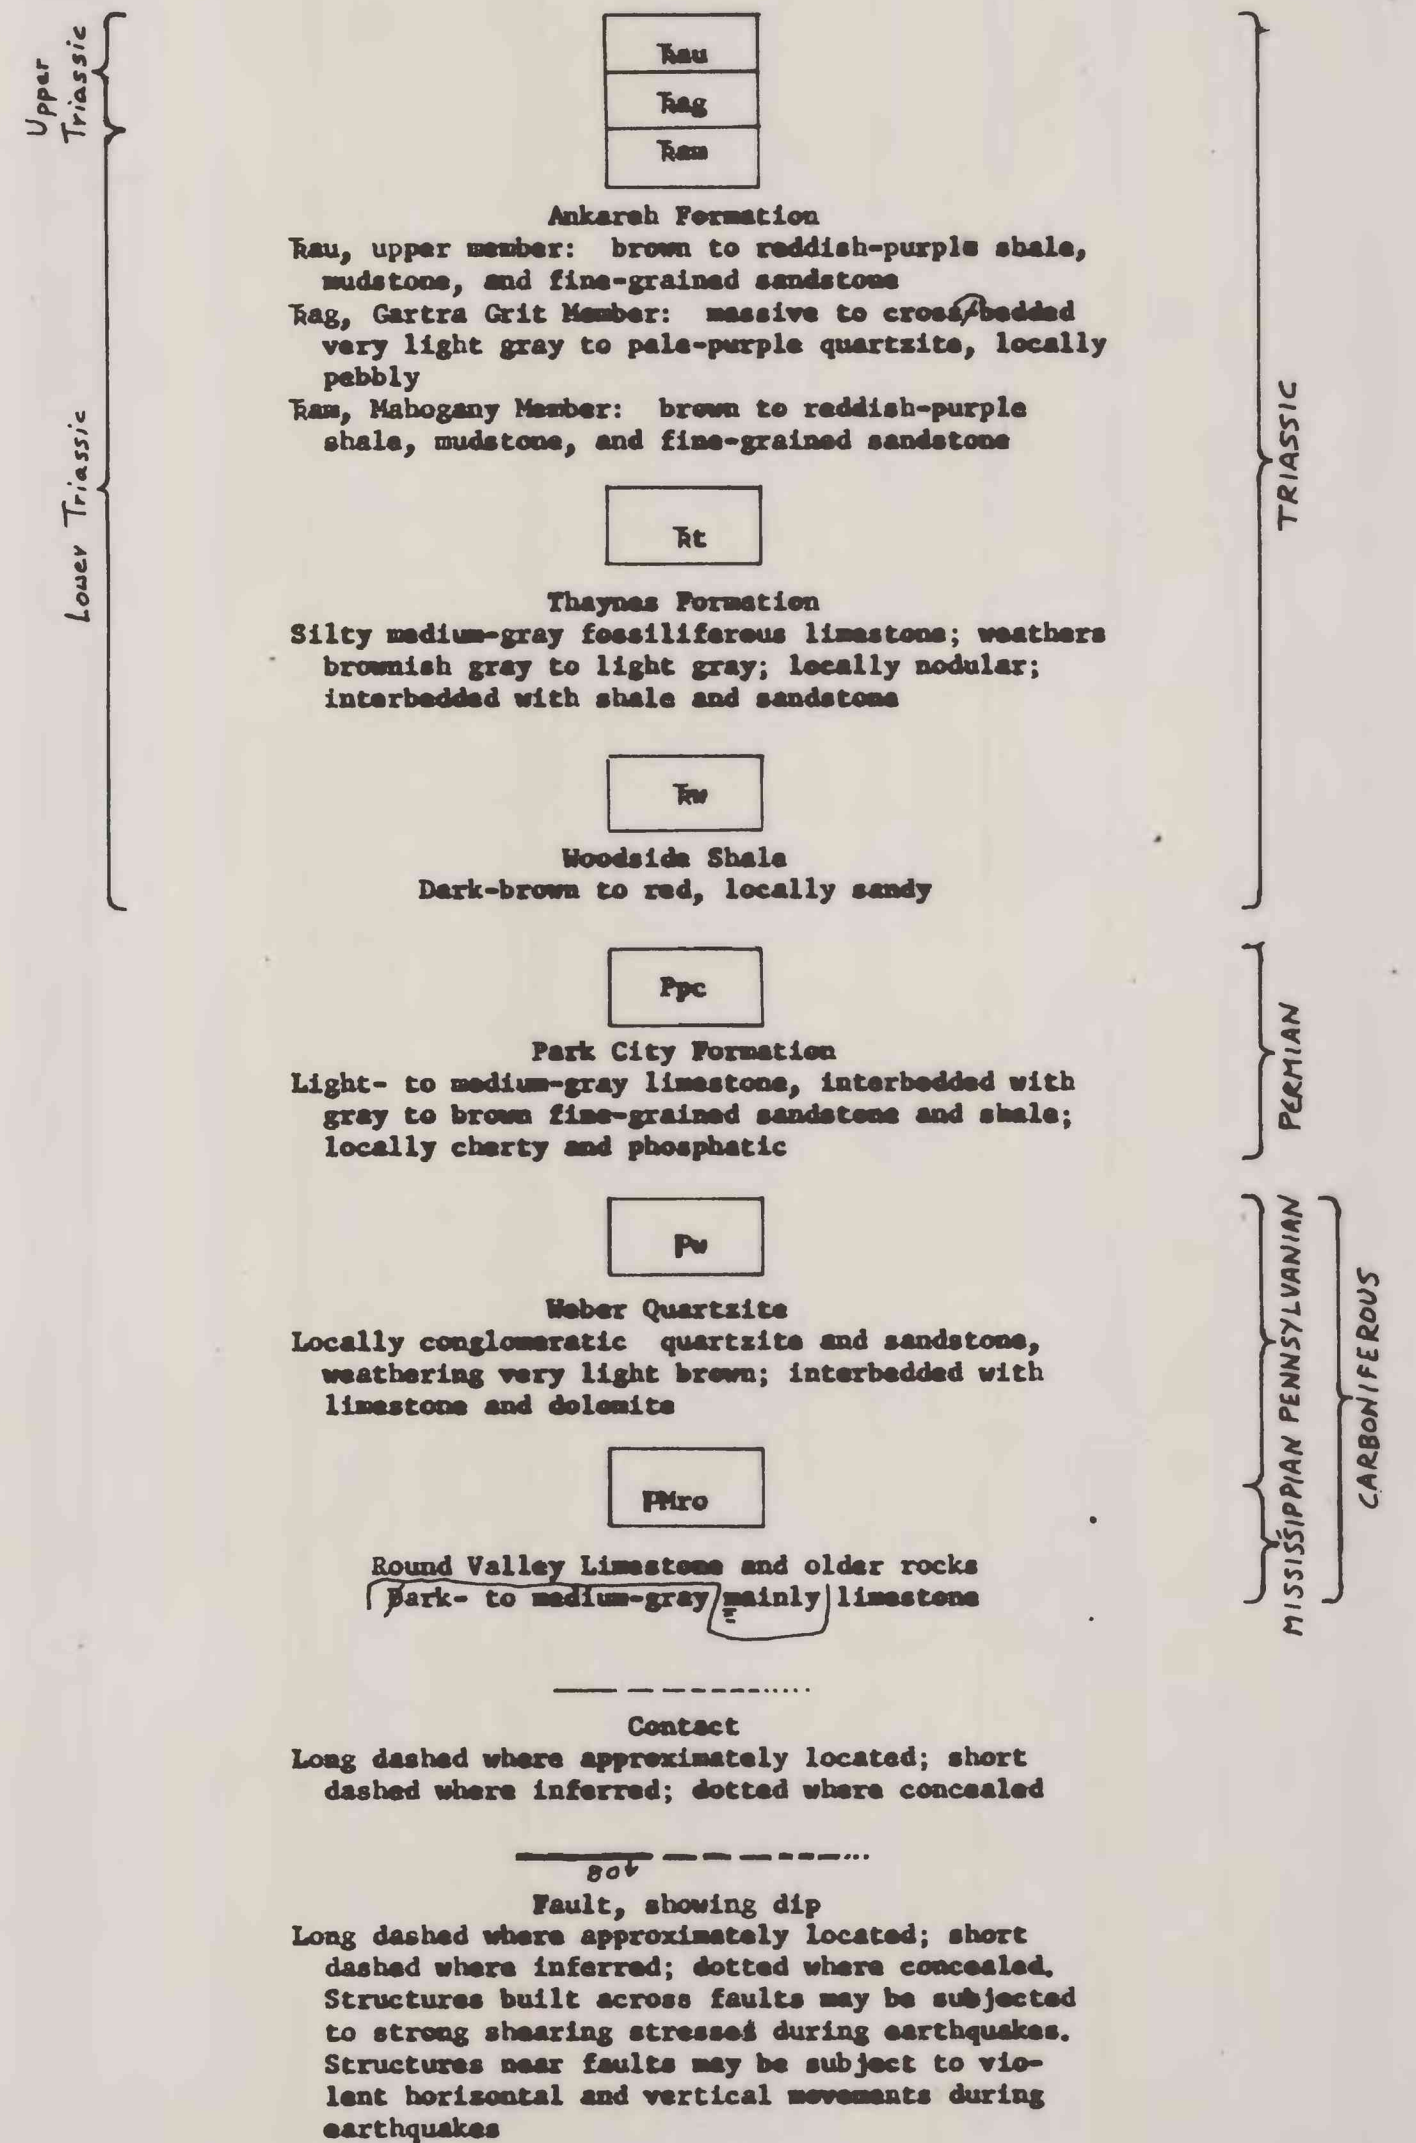 Upper
Triassic
Lower Triassic
TRIASSIC
PERMIAN
MISSISSIPPIAN PENNSYLVANIAN
CARBONIFEROUS
Ꞧau
Ꞧag
Ꞧam
Ankareh Formation
Ꞧau, upper member: brown to reddish-purple shale,
mudstone, and fine-grained sandstone
Ꞧag, Gartra Grit Member: massive to cross/bedded
very light gray to pale-purple quartzite, locally
pebbly
Ꞧam, Mahogany Member: brown to reddish-purple
shale, mudstone, and fine-grained sandstone
Ꞧt
Thaynes Formation
Silty medium-gray fossiliferous limestone; weathers
brownish gray to light gray; locally nodular;
interbedded with shale and sandstone
Ꞧw
Woodside Shale
Dark-brown to red, locally sandy
Ppc
Park City Formation
Light- to medium-gray limestone, interbedded with
gray to brown fine-grained sandstone and shale;
locally cherty and phosphatic
Pw
Weber Quartzite
Locally conglomeratic quartzite and sandstone,
weathering very light brown; interbedded with
limestone and dolomite
PMro
Round Valley Limestone and older rocks
Dark- to medium-gray mainly limestone
Contact
Long dashed where approximately located; short
dashed where inferred; dotted where concealed
80
Fault, showing dip
Long dashed where approximately located; short
dashed where inferred; dotted where concealed.
Structures built across faults may be subjected
to strong shearing stresses during earthquakes.
Structures near faults may be subject to vio-
lent horizontal and vertical movements during
earthquakes